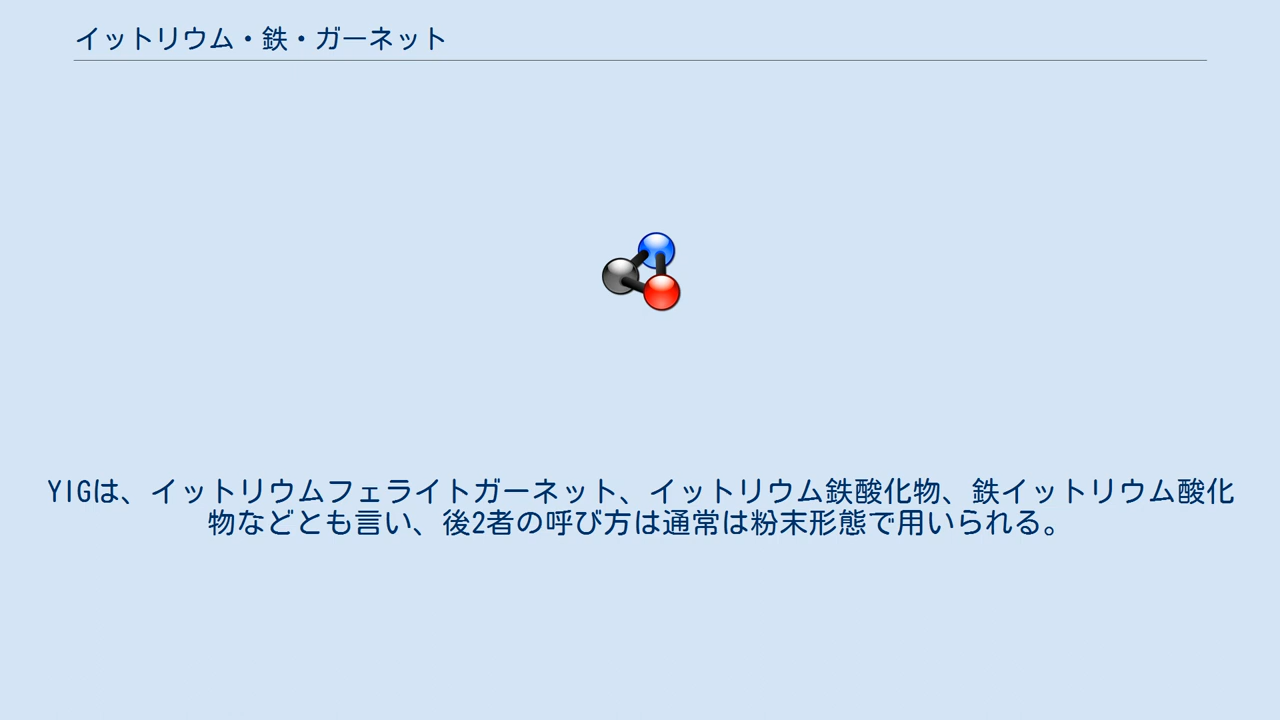 イットリウム・鉄・ガーネット
YIGは、イットリウムフェライトガーネット、イットリウム鉄酸化物、鉄イットリウム酸化
物などとも言い、後2者の呼び方は通常は粉末形態で用いられる。